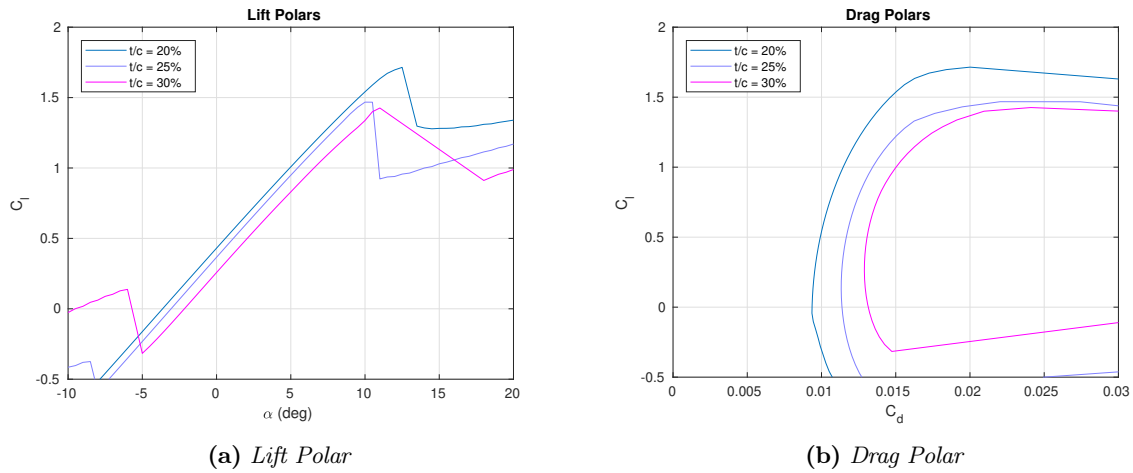 Lift Polars
t/c = 20%
t/c = 25%
t/c = 30%
2
1.5
1
0.5
0
-0.5
C_l
-10
-5
0
5
10
15
20
α (deg)
(a) Lift Polar
Drag Polars
t/c = 20%
t/c = 25%
t/c = 30%
2
1.5
1
0.5
0
-0.5
C_l
0
0.005
0.01
0.015
0.02
0.025
0.03
C_d
(b) Drag Polar